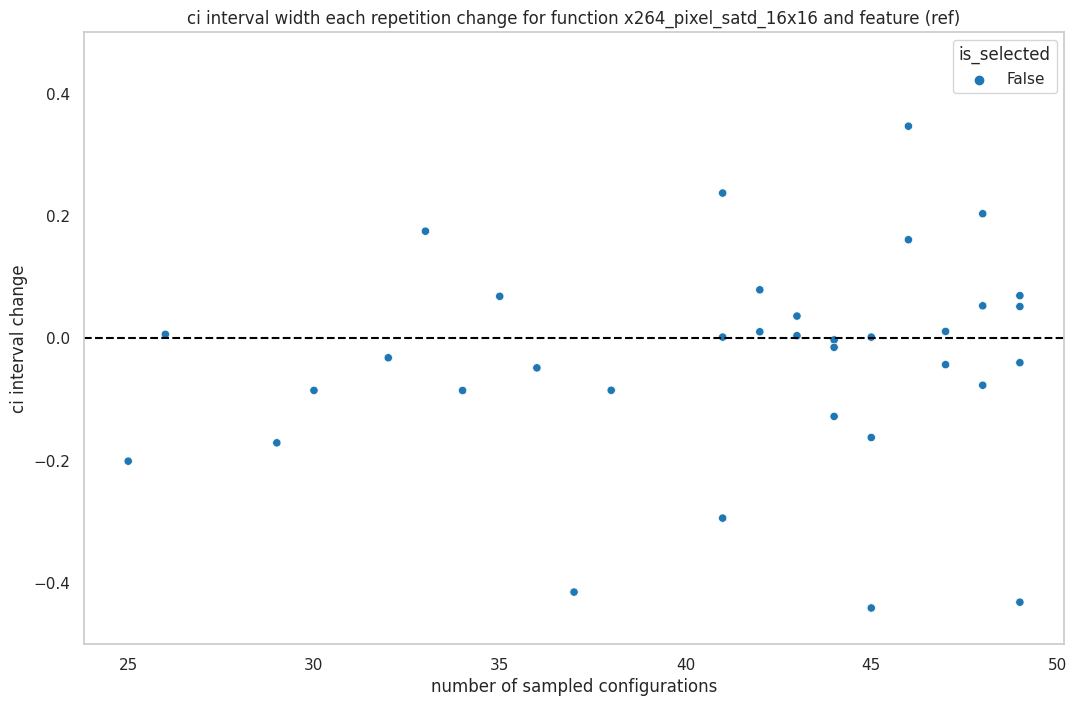 ci interval width each repetition change for function x264_pixel_satd_16x16 and feature (ref)
is_selected
False
ci interval change
0.4
0.2
0.0
−0.2
−0.4
25 30 35 40 45 50
number of sampled configurations